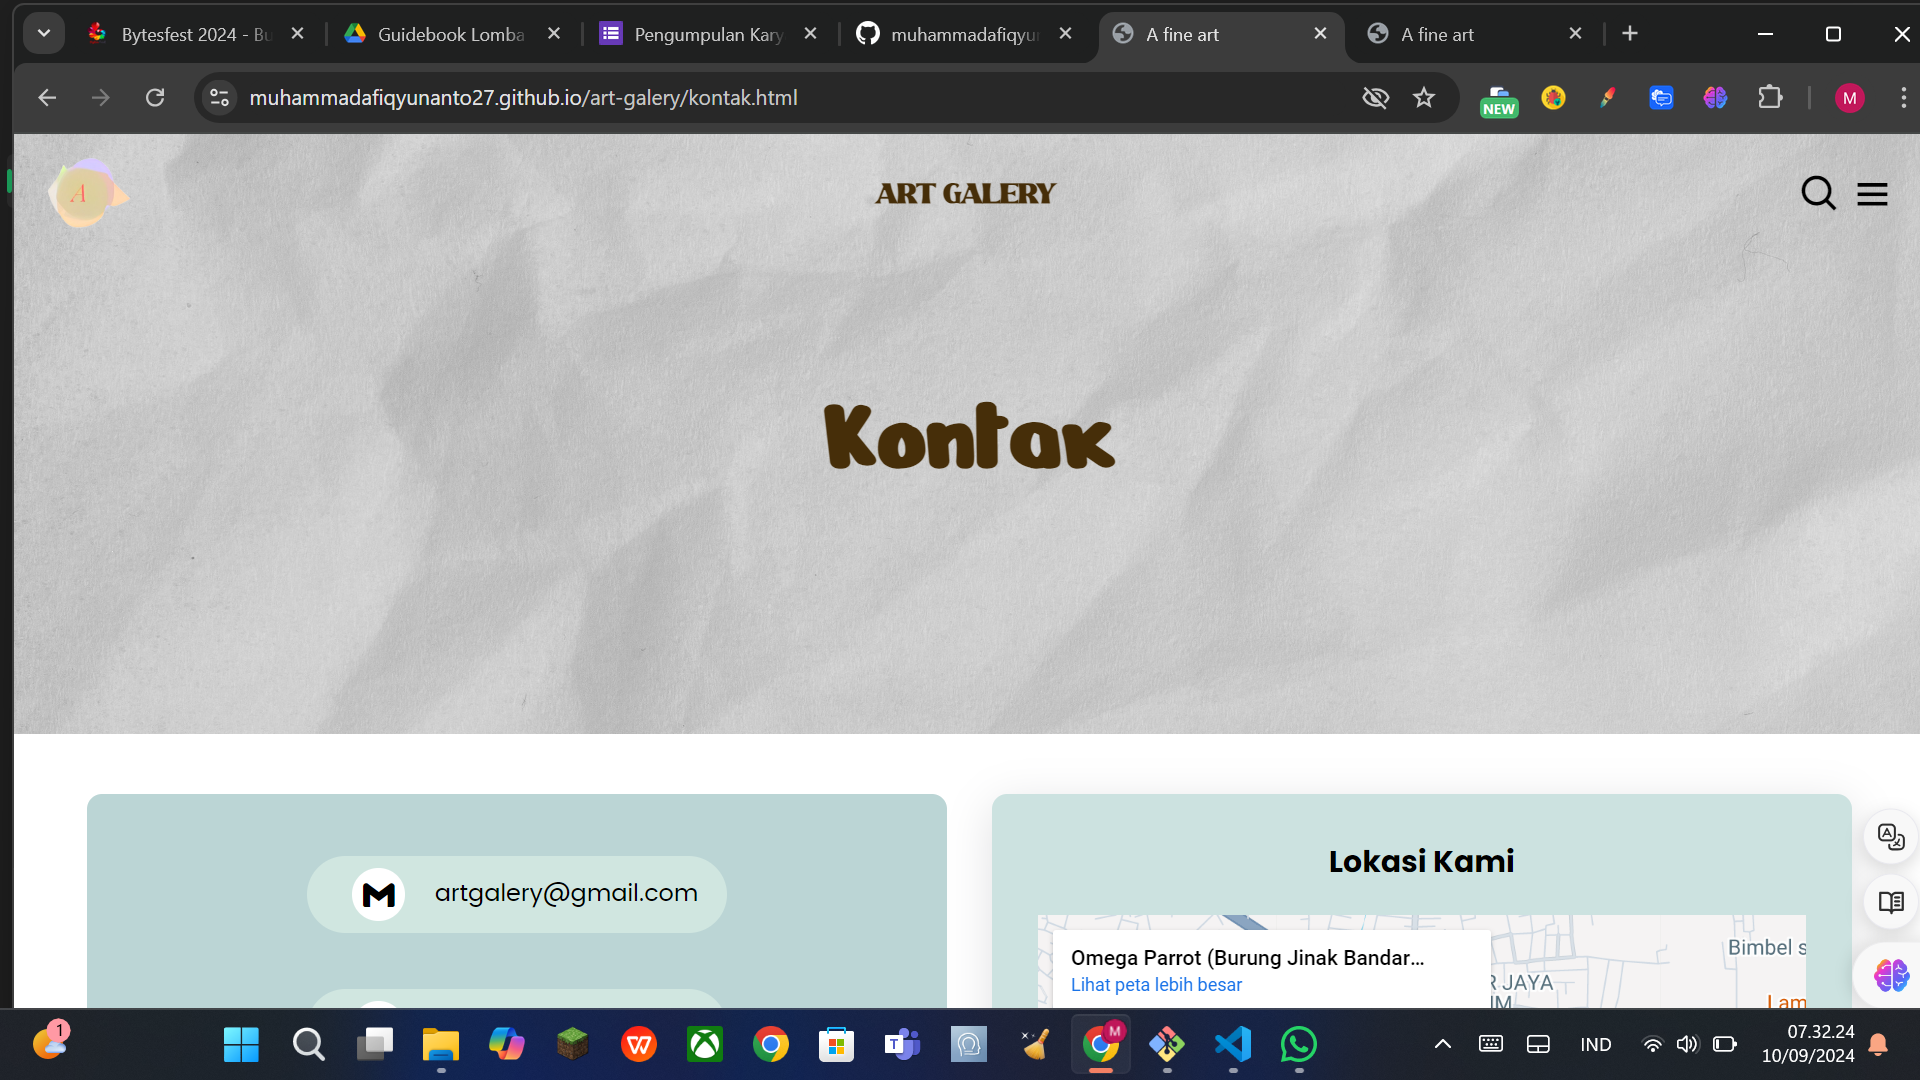 Bytesfest 2024 - Bu
Guidebook Lomba
Pengumpulan Kary
muhammadafiqyun
A fine art
A fine art
muhammadafiqyunanto27.github.io/art-galery/kontak.html
NEW
M
A
ART GALERY
Kontak
artgalery@gmail.com
Lokasi Kami
Omega Parrot (Burung Jinak Bandar...
Lihat peta lebih besar
Bimbel s
R JAYA
IM
Lam
1
M
IND
07.32.24
10/09/2024